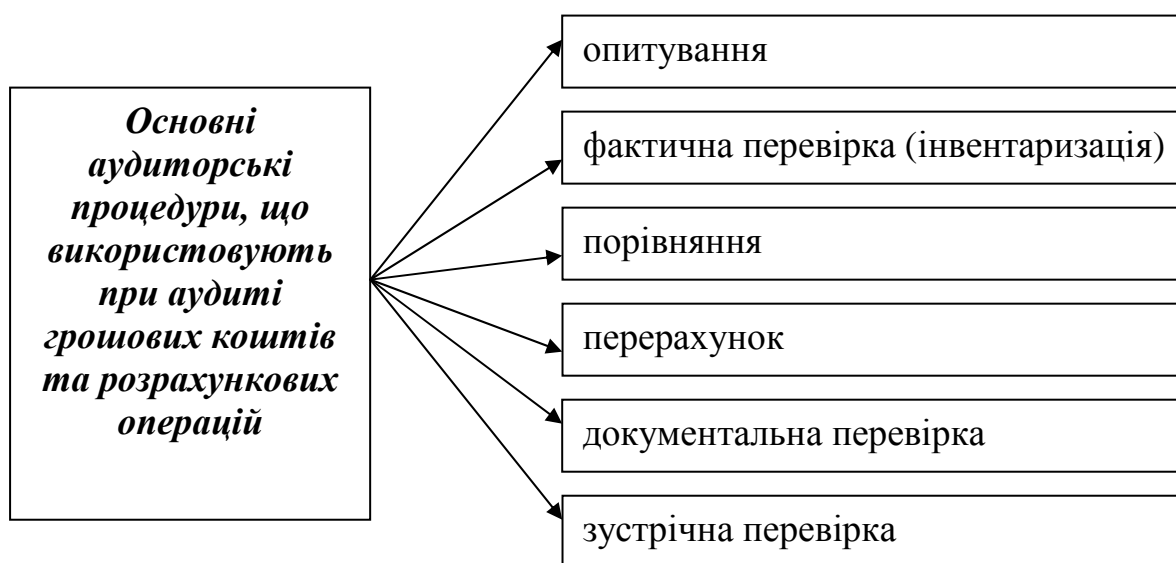 Основні
аудиторські
процедури, що
використовують
при аудиті
грошових коштів
та розрахункових
операцій
опитування
фактична перевірка (інвентаризація)
порівняння
перерахунок
документальна перевірка
зустрічна перевірка